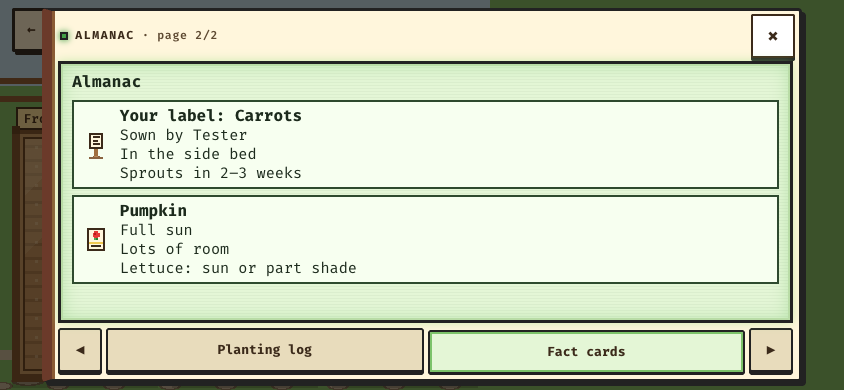 ←
ALMANAC · page 2/2
×
Almanac
Your label: Carrots
Sown by Tester
In the side bed
Sprouts in 2–3 weeks
Pumpkin
Full sun
Lots of room
Lettuce: sun or part shade
◄
Planting log
Fact cards
►